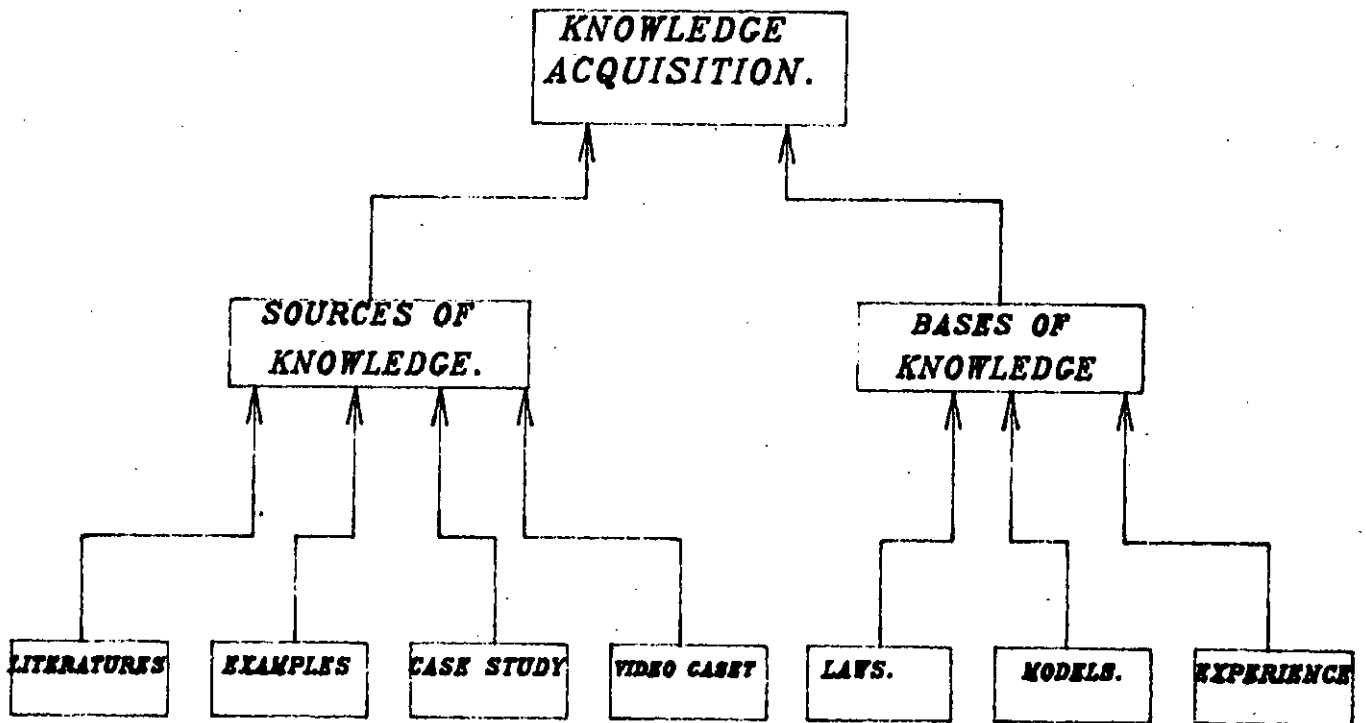 KNOWLEDGE
ACQUISITION.
SOURCES OF
KNOWLEDGE.
BASES OF
KNOWLEDGE
LITERATURES
EXAMPLES
CASE STUDY
VIDEO CASET
LAWS.
MODELS.
EXPERIENCE